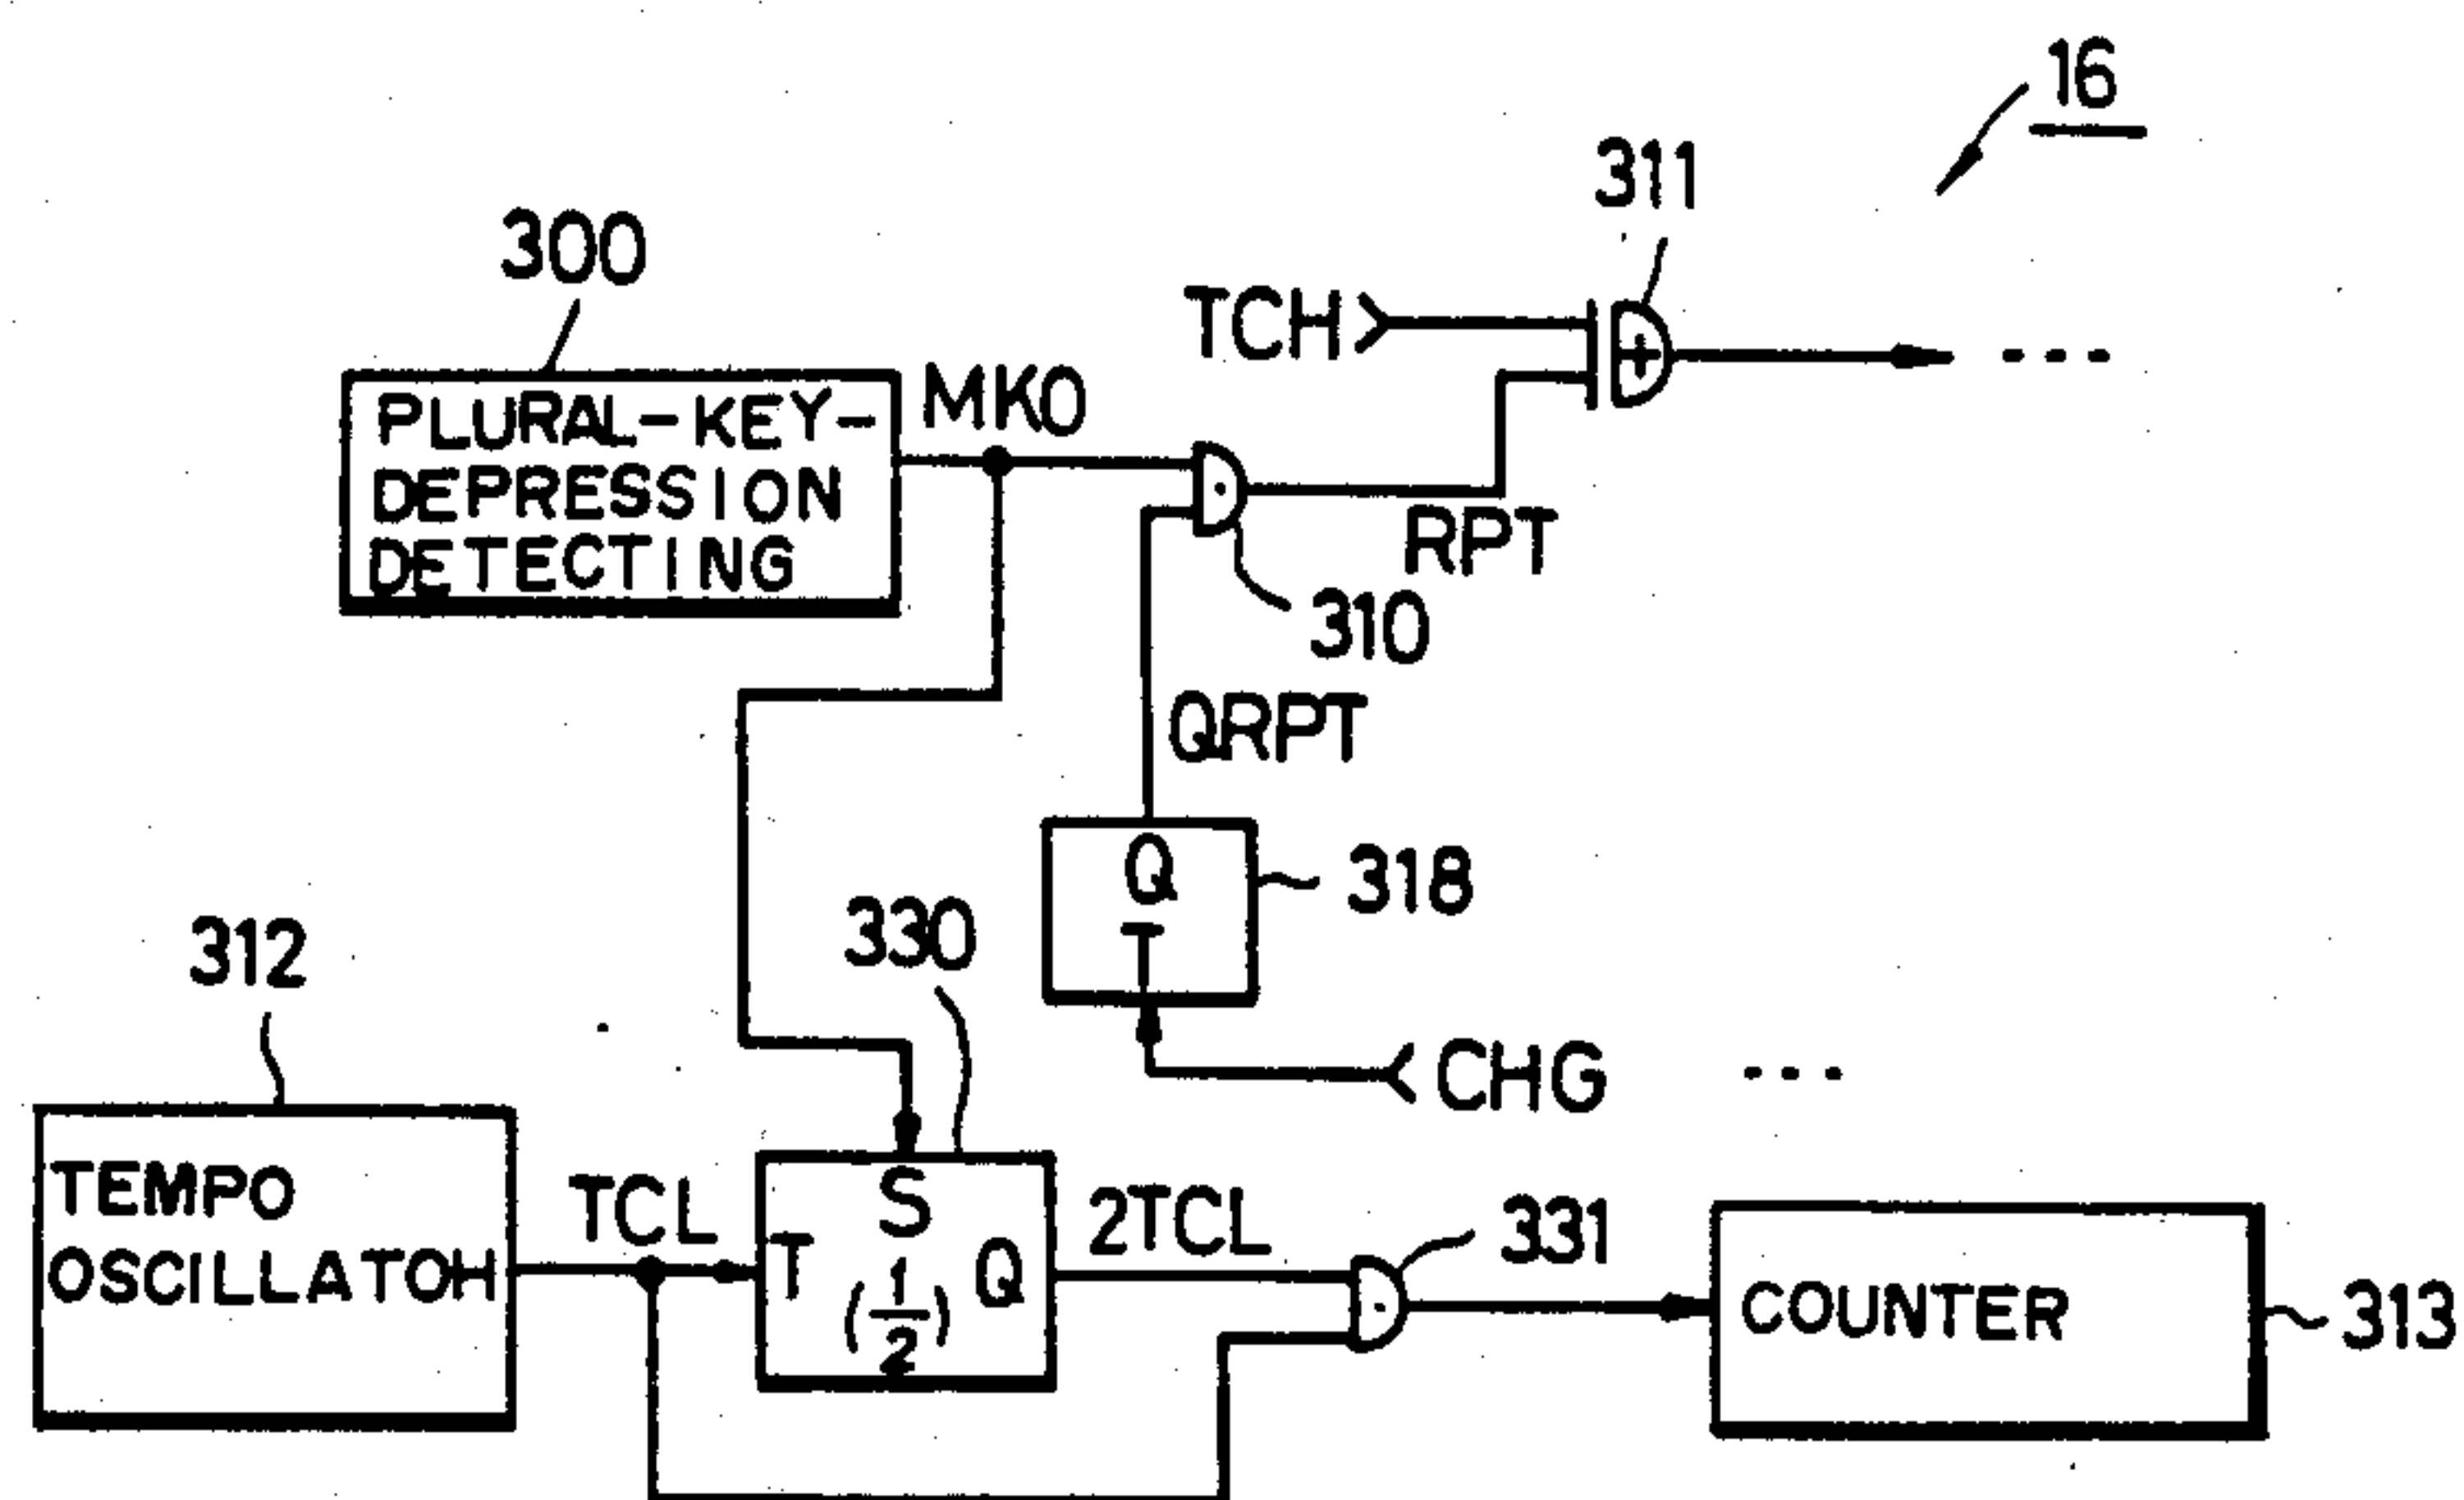 16
311
300
TCH
PLURAL-KEY-
DEPRESSION
DETECTING
MKO
RPT
310
QRPT
Q
T
318
312
330
CHG ...
TEMPO
OSCILLATOH
TCL
S
T
(1/2)
Q
2TCL
331
COUNTER
313